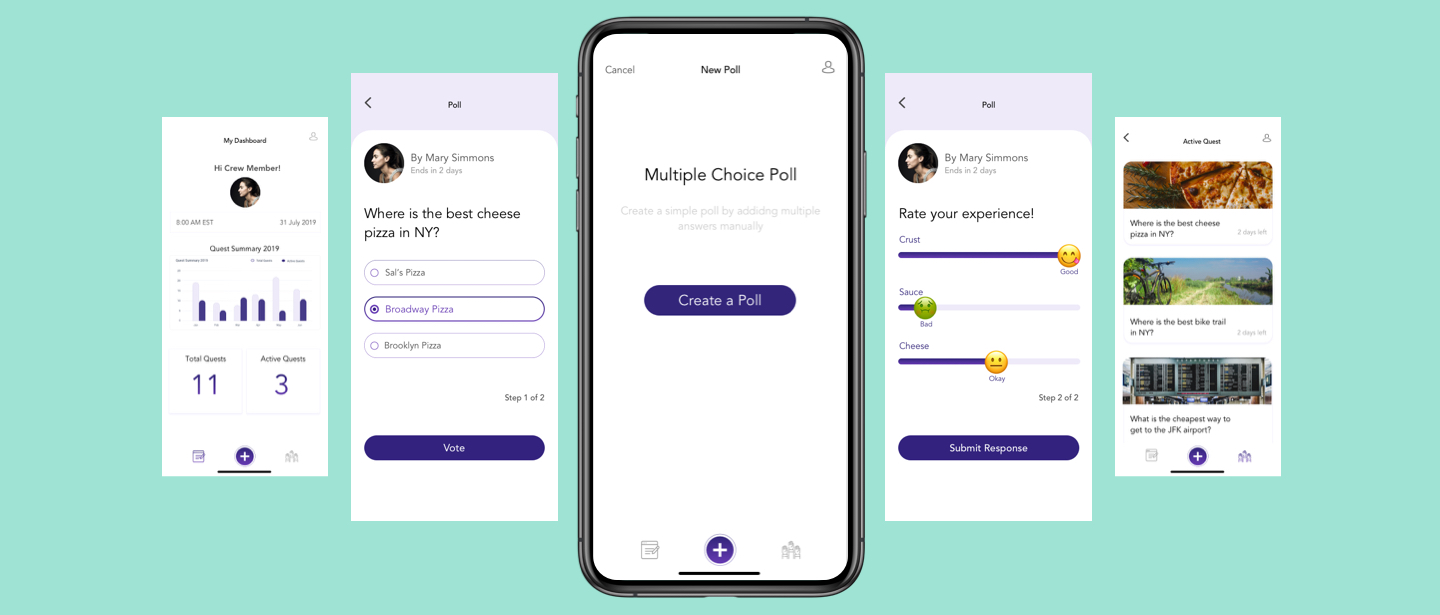 My Dashboard
Hi Crew Member!
8:00 AM EST
31 July 2019
Quest Summary 2019
Total Quests
11
Active Quests
3
Poll
By Mary Simmons
Ends in 2 days
Where is the best cheese
pizza in NY?
Sal's Pizza
Broadway Pizza
Brooklyn Pizza
Step 1 of 2
Vote
Cancel
New Poll
Multiple Choice Poll
Create a simple poll by addidng multiple
answers manually
Create a Poll
Poll
By Mary Simmons
Ends in 2 days
Rate your experience!
Crust
Good
Sauce
Bad
Cheese
Okay
Step 2 of 2
Submit Response
Active Quest
Where is the best cheese
pizza in NY?
2 days left
Where is the best bike trail
in NY?
2 days left
What is the cheapest way to
get to the JFK airport?